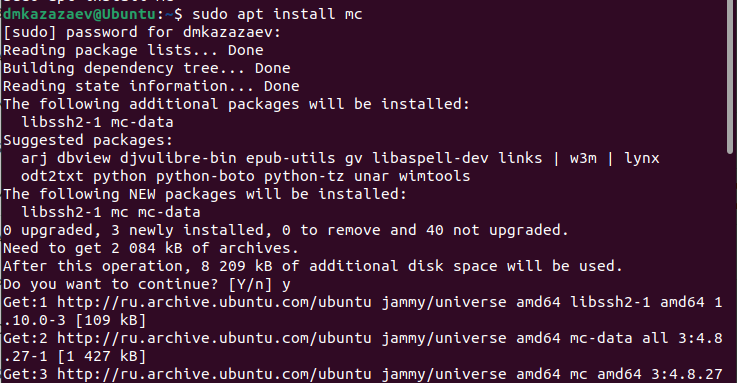 dmkazazaev@Ubuntu:~$ sudo apt install mc
[sudo] password for dmkazazaev:
Reading package lists... Done
Building dependency tree... Done
Reading state information... Done
The following additional packages will be installed:
  libssh2-1 mc-data
Suggested packages:
  arj dbview djvulibre-bin epub-utils gv libaspell-dev links | w3m | lynx
  odt2txt python python-boto python-tz unar wimtools
The following NEW packages will be installed:
  libssh2-1 mc mc-data
0 upgraded, 3 newly installed, 0 to remove and 40 not upgraded.
Need to get 2 084 kB of archives.
After this operation, 8 209 kB of additional disk space will be used.
Do you want to continue? [Y/n] y
Get:1 http://ru.archive.ubuntu.com/ubuntu jammy/universe amd64 libssh2-1 amd64 1
.10.0-3 [109 kB]
Get:2 http://ru.archive.ubuntu.com/ubuntu jammy/universe amd64 mc-data all 3:4.8
.27-1 [1 427 kB]
Get:3 http://ru.archive.ubuntu.com/ubuntu jammy/universe amd64 mc amd64 3:4.8.27